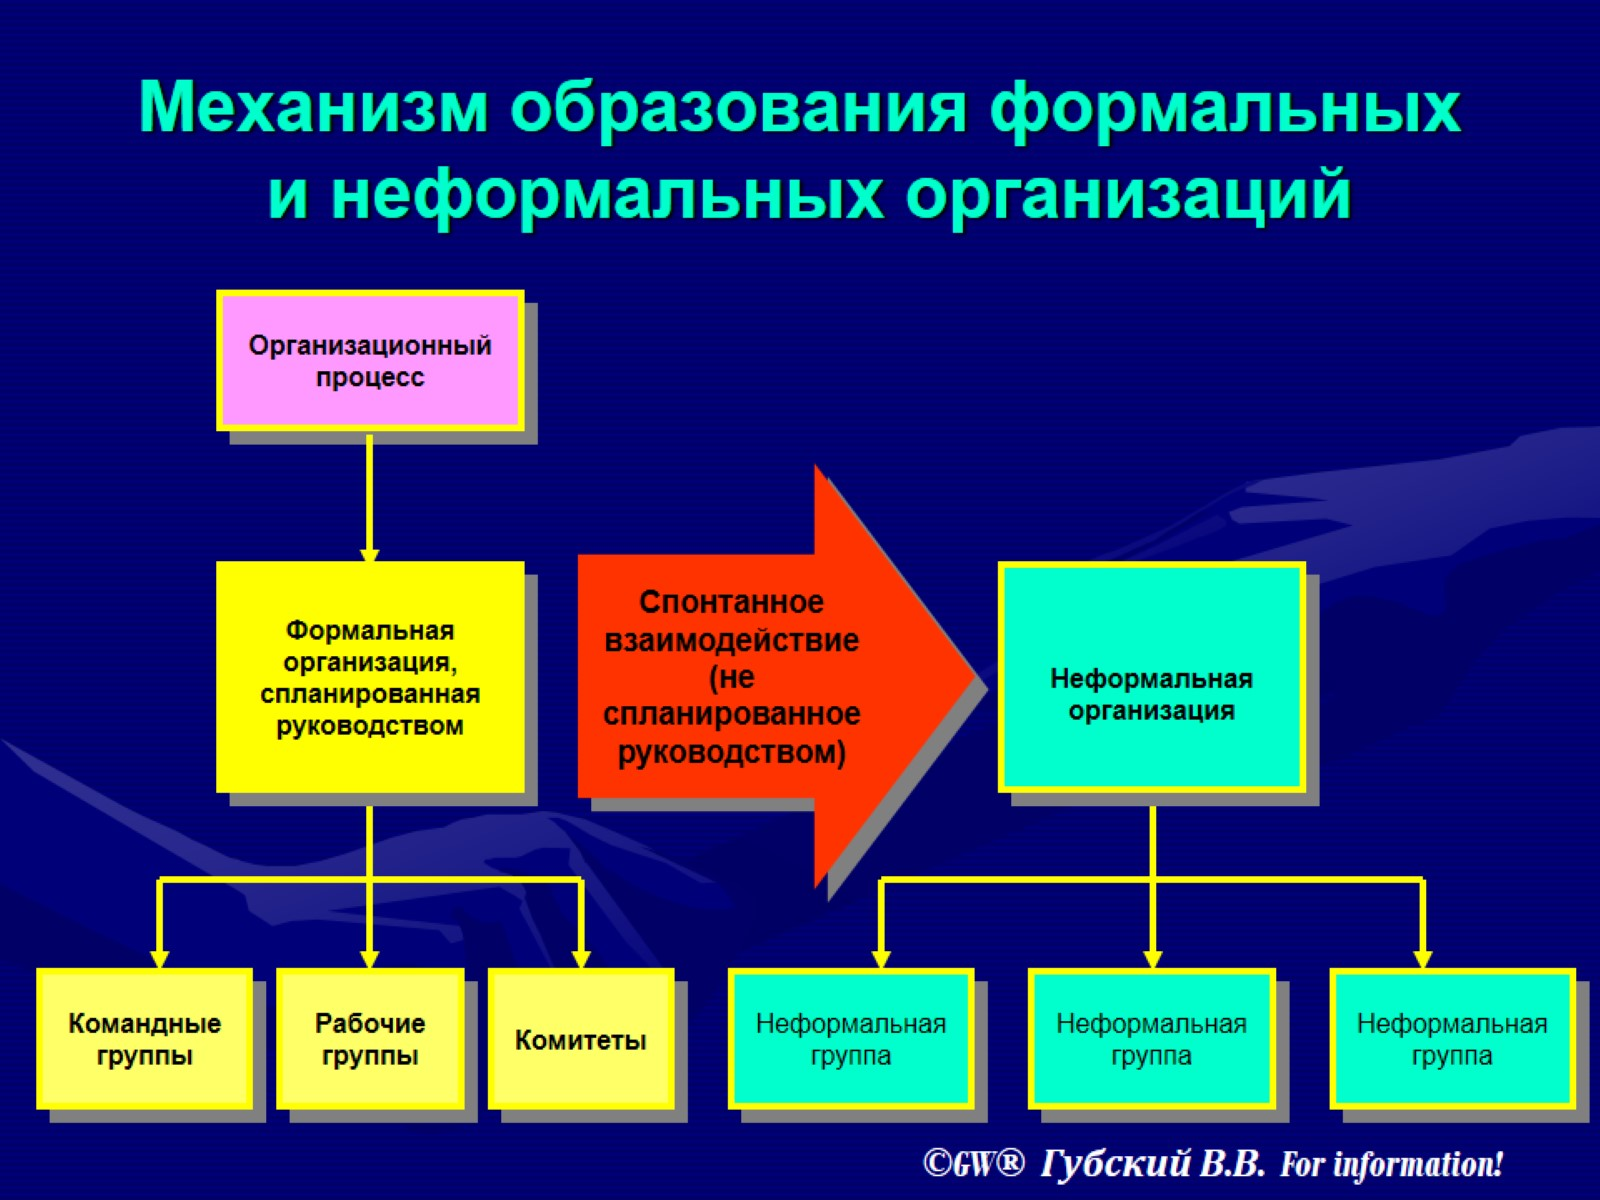 Механизм образования формальных
и неформальных организаций
Организационный
процесс
Формальная
организация,
спланированная
руководством
Спонтанное
взаимодействие
(не
спланированное
руководством)
Неформальная
организация
Командные
группы
Рабочие
группы
Комитеты
Неформальная
группа
Неформальная
группа
Неформальная
группа
©GW® Губский В.В. For information!